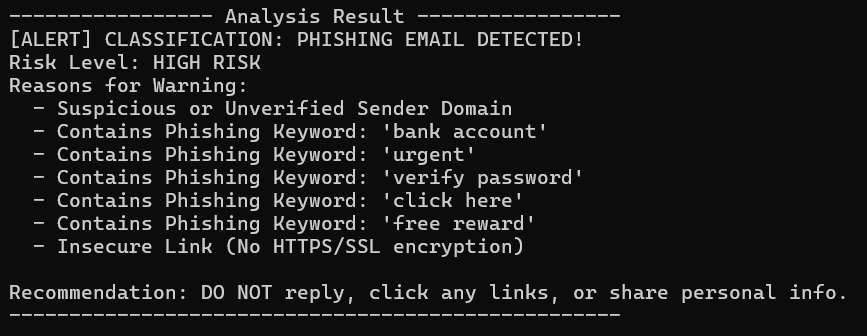 ----------------- Analysis Result -----------------
[ALERT] CLASSIFICATION: PHISHING EMAIL DETECTED!
Risk Level: HIGH RISK
Reasons for Warning:
  - Suspicious or Unverified Sender Domain
  - Contains Phishing Keyword: 'bank account'
  - Contains Phishing Keyword: 'urgent'
  - Contains Phishing Keyword: 'verify password'
  - Contains Phishing Keyword: 'click here'
  - Contains Phishing Keyword: 'free reward'
  - Insecure Link (No HTTPS/SSL encryption)

Recommendation: DO NOT reply, click any links, or share personal info.
---------------------------------------------------